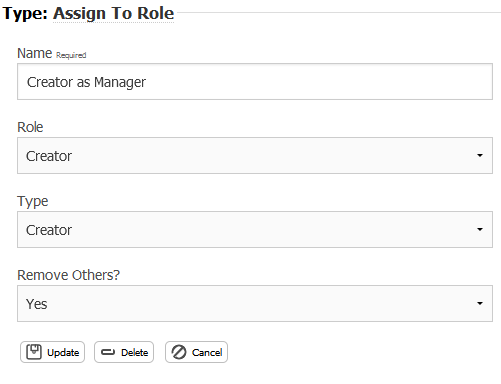 Type: Assign To Role
Name Required
Creator as Manager
Role
Creator
Type
Creator
Remove Others?
Yes
Update Delete Cancel